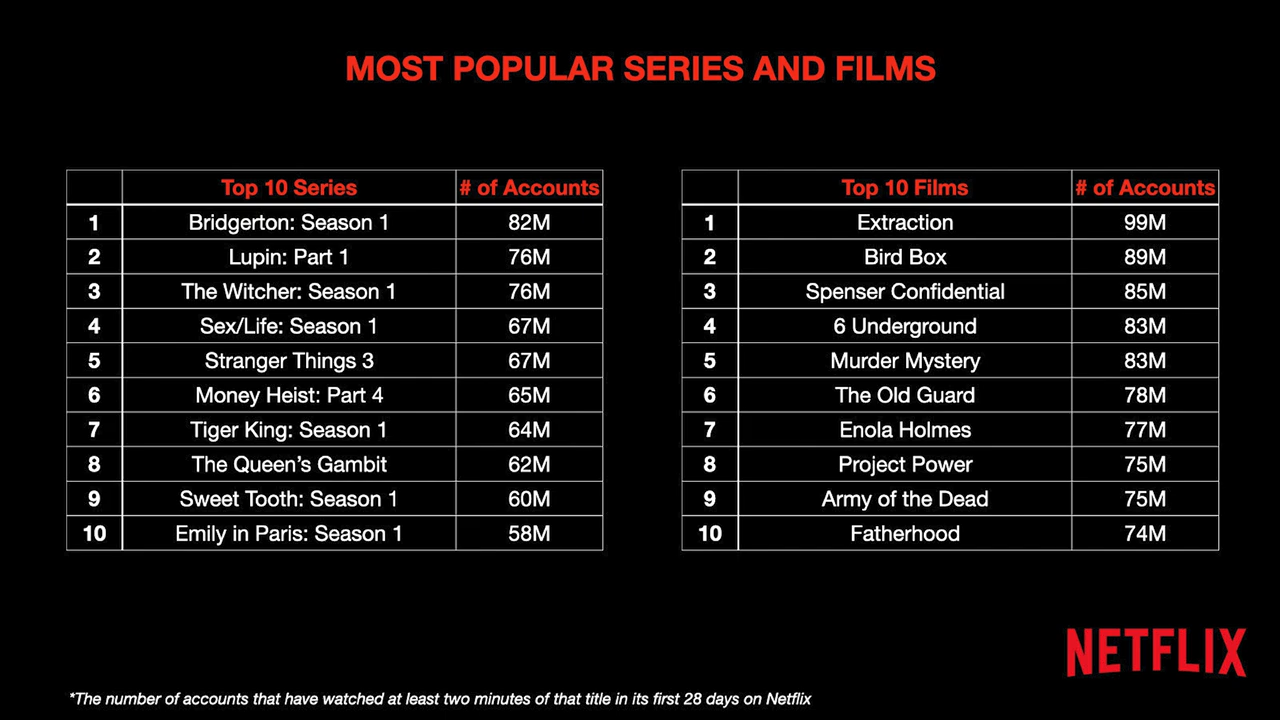 MOST POPULAR SERIES AND FILMS
Top 10 Series # of Accounts
1 Bridgerton: Season 1 82M
2 Lupin: Part 1 76M
3 The Witcher: Season 1 76M
4 Sex/Life: Season 1 67M
5 Stranger Things 3 67M
6 Money Heist: Part 4 65M
7 Tiger King: Season 1 64M
8 The Queen’s Gambit 62M
9 Sweet Tooth: Season 1 60M
10 Emily in Paris: Season 1 58M
Top 10 Films # of Accounts
1 Extraction 99M
2 Bird Box 89M
3 Spenser Confidential 85M
4 6 Underground 83M
5 Murder Mystery 83M
6 The Old Guard 78M
7 Enola Holmes 77M
8 Project Power 75M
9 Army of the Dead 75M
10 Fatherhood 74M
NETFLIX
*The number of accounts that have watched at least two minutes of that title in its first 28 days on Netflix